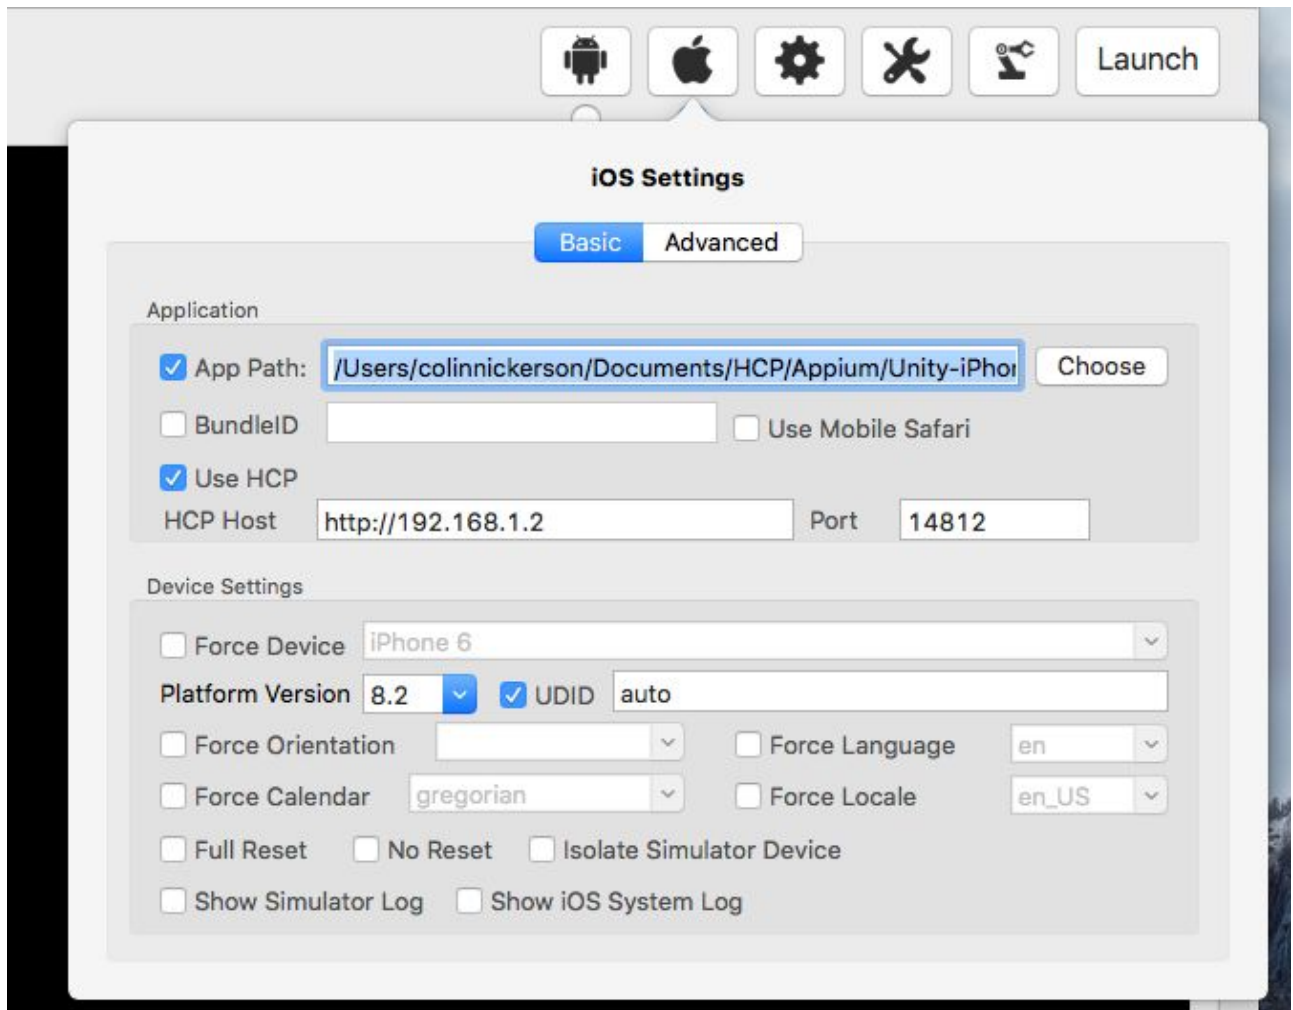 Launch
iOS Settings
Basic Advanced
Application
App Path: /Users/colinnickerson/Documents/HCP/Appium/Unity-iPhor Choose
BundleID Use Mobile Safari
Use HCP
HCP Host http://192.168.1.2 Port 14812
Device Settings
Force Device iPhone 6
Platform Version 8.2 UDID auto
Force Orientation Force Language en
Force Calendar gregorian Force Locale en_US
Full Reset No Reset Isolate Simulator Device
Show Simulator Log Show iOS System Log